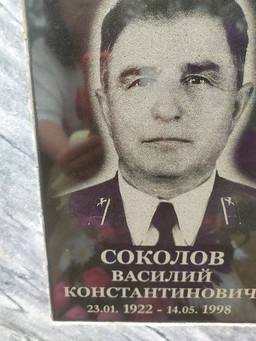 СОКОЛОВ
ВАСИЛИЙ
КОНСТАНТИНОВИЧ
23.01. 1922 - 14.05. 1998